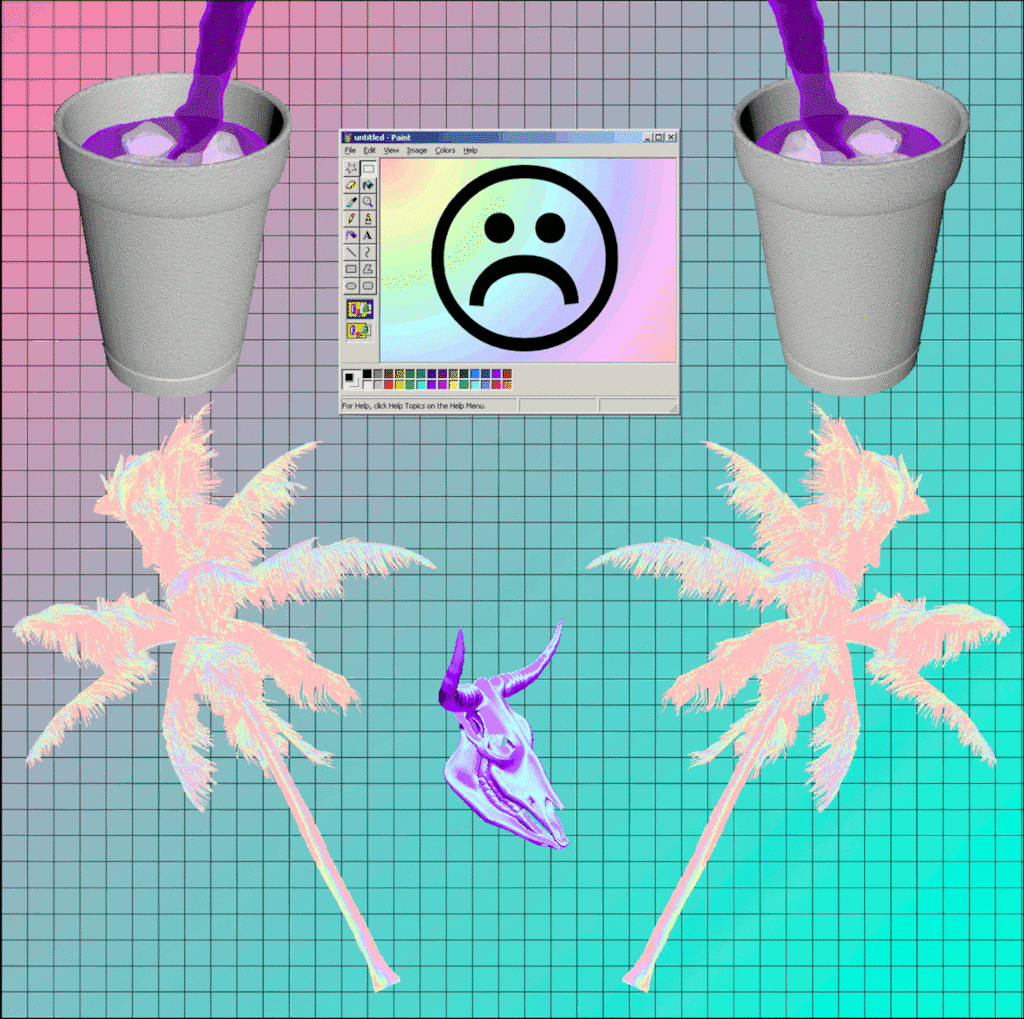 untitled - Paint
File Edit View Image Colors Help
A
For Help, click Help Topics on the Help Menu.